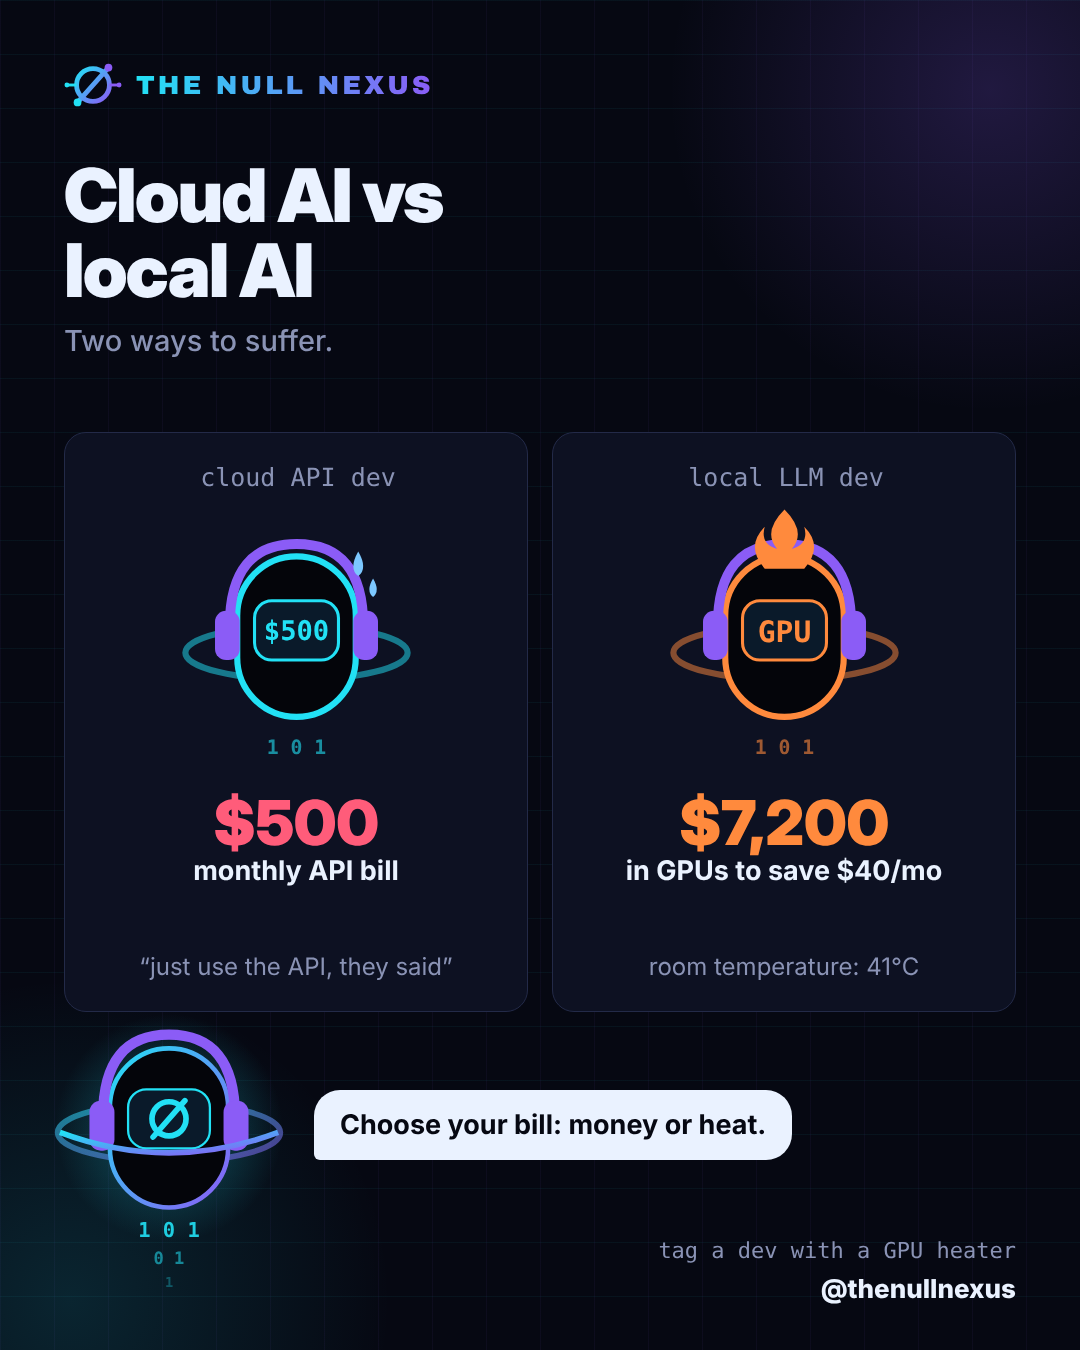 THE NULL NEXUS
Cloud AI vs
local AI
Two ways to suffer.
cloud API dev
$500
1 0 1
$500
monthly API bill
“just use the API, they said”
local LLM dev
GPU
1 0 1
$7,200
in GPUs to save $40/mo
room temperature: 41°C
Ø
1 0 1
0 1
1
Choose your bill: money or heat.
tag a dev with a GPU heater
@thenullnexus